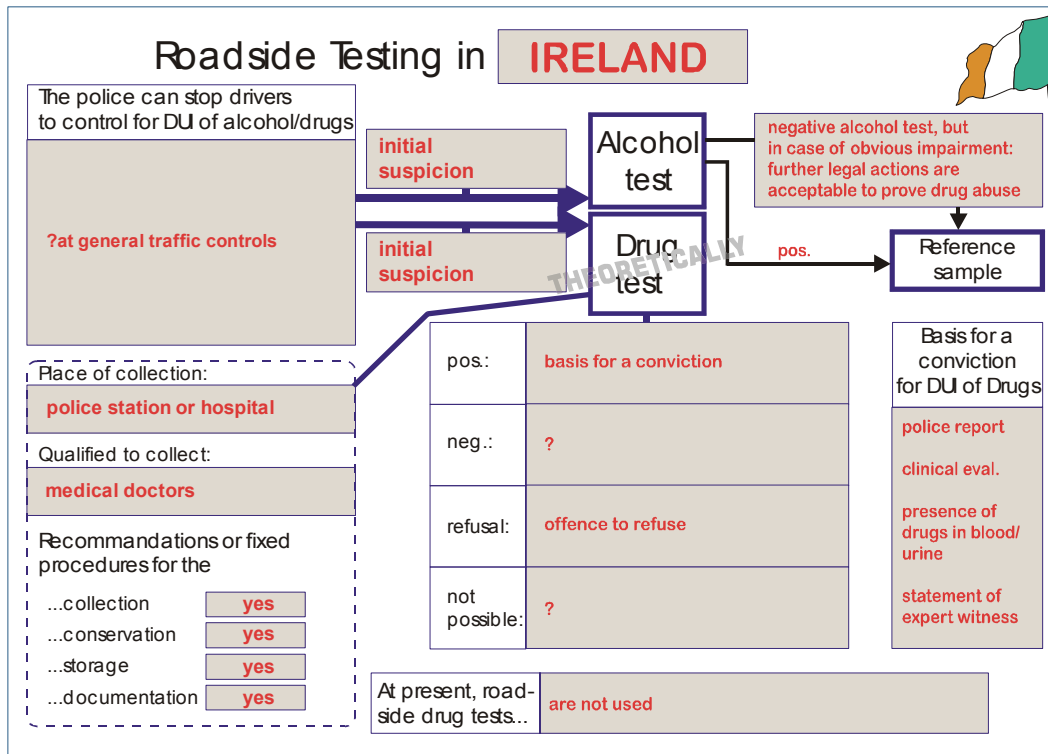 Roadside Testing in IRELAND
The police can stop drivers
to control for DUI of alcohol/drugs
?at general traffic controls
initial
suspicion
initial
suspicion
Alcohol
test
Drug
test
THEORETICALLY
negative alcohol test, but
in case of obvious impairment:
further legal actions are
acceptable to prove drug abuse
pos.
Reference
sample
Place of collection:
police station or hospital
Qualified to collect:
medical doctors
Recommandations or fixed
procedures for the
...collection yes
...conservation yes
...storage yes
...documentation yes
pos.: basis for a conviction
neg.: ?
refusal: offence to refuse
not
possible: ?
Basis for a
conviction
for DUI of Drugs
police report
clinical eval.
presence of
drugs in blood/
urine
statement of
expert witness
At present, road-
side drug tests... are not used